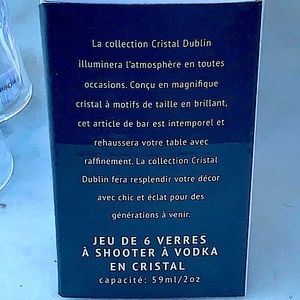 La collection Cristal Dublin
illuminera l'atmosphère en toutes
occasions. Conçu en magnifique
cristal à motifs de taille en brillant,
cet article de bar est intemporel et
rehaussera votre table avec
raffinement. La collection Cristal
Dublin fera resplendir votre décor
avec chic et éclat pour des
générations à venir.
JEU DE 6 VERRES
À SHOOTER À VODKA
EN CRISTAL
capacité: 59ml/2oz